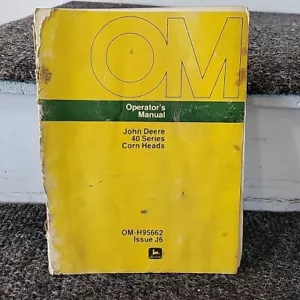 OM
Operator's
Manual
John Deere
40 Series
Corn Heads
OM-H95662
Issue J6